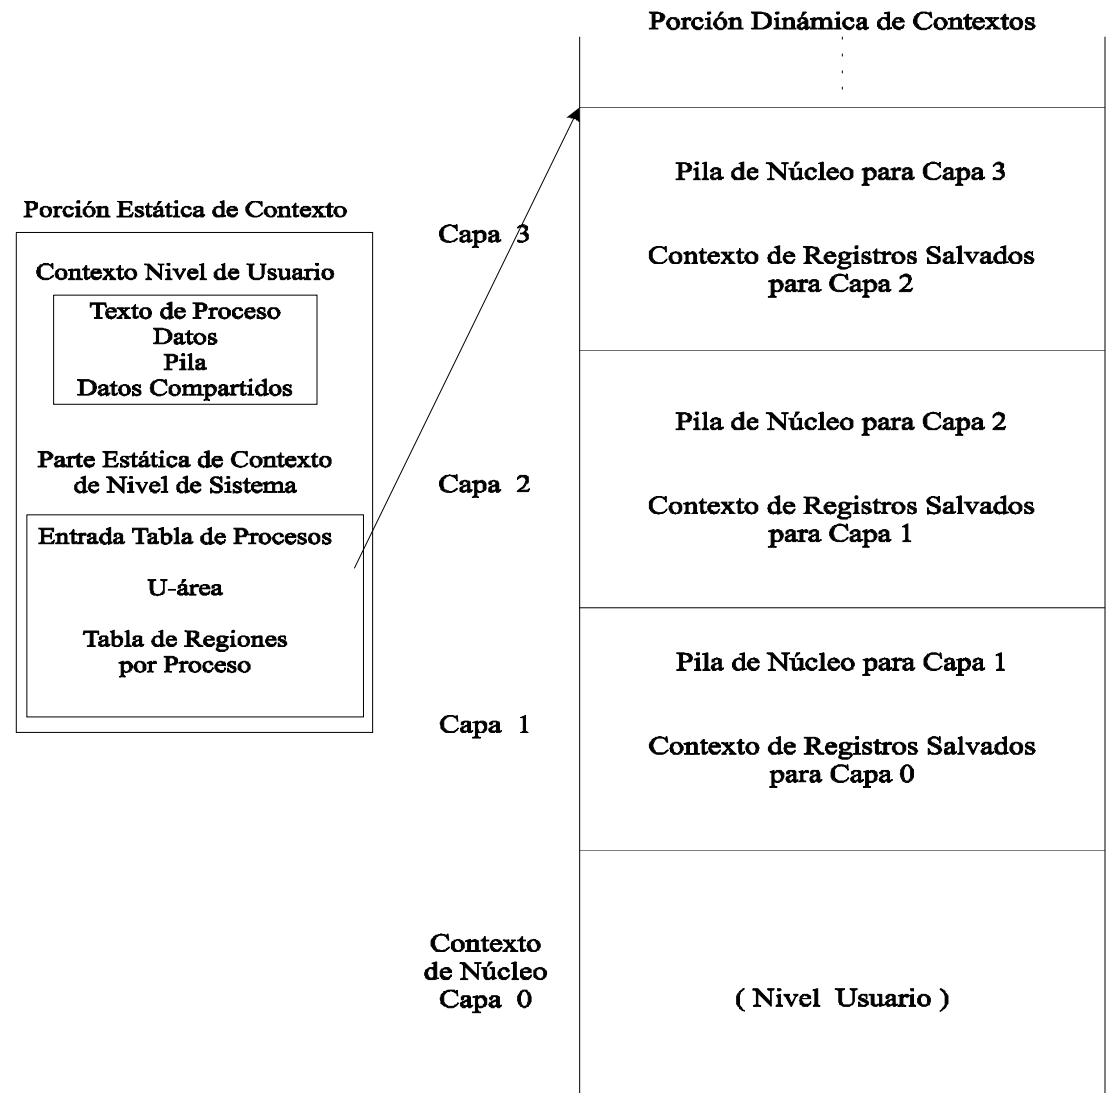 Porción Dinámica de Contextos
Porción Estática de Contexto
Contexto Nivel de Usuario
Texto de Proceso
Datos
Pila
Datos Compartidos
Parte Estática de Contexto
de Nivel de Sistema
Entrada Tabla de Procesos
U-área
Tabla de Regiones
por Proceso
Capa 3
Pila de Núcleo para Capa 3
Contexto de Registros Salvados
para Capa 2
Capa 2
Pila de Núcleo para Capa 2
Contexto de Registros Salvados
para Capa 1
Capa 1
Pila de Núcleo para Capa 1
Contexto de Registros Salvados
para Capa 0
Contexto
de Núcleo
Capa 0
( Nivel Usuario )